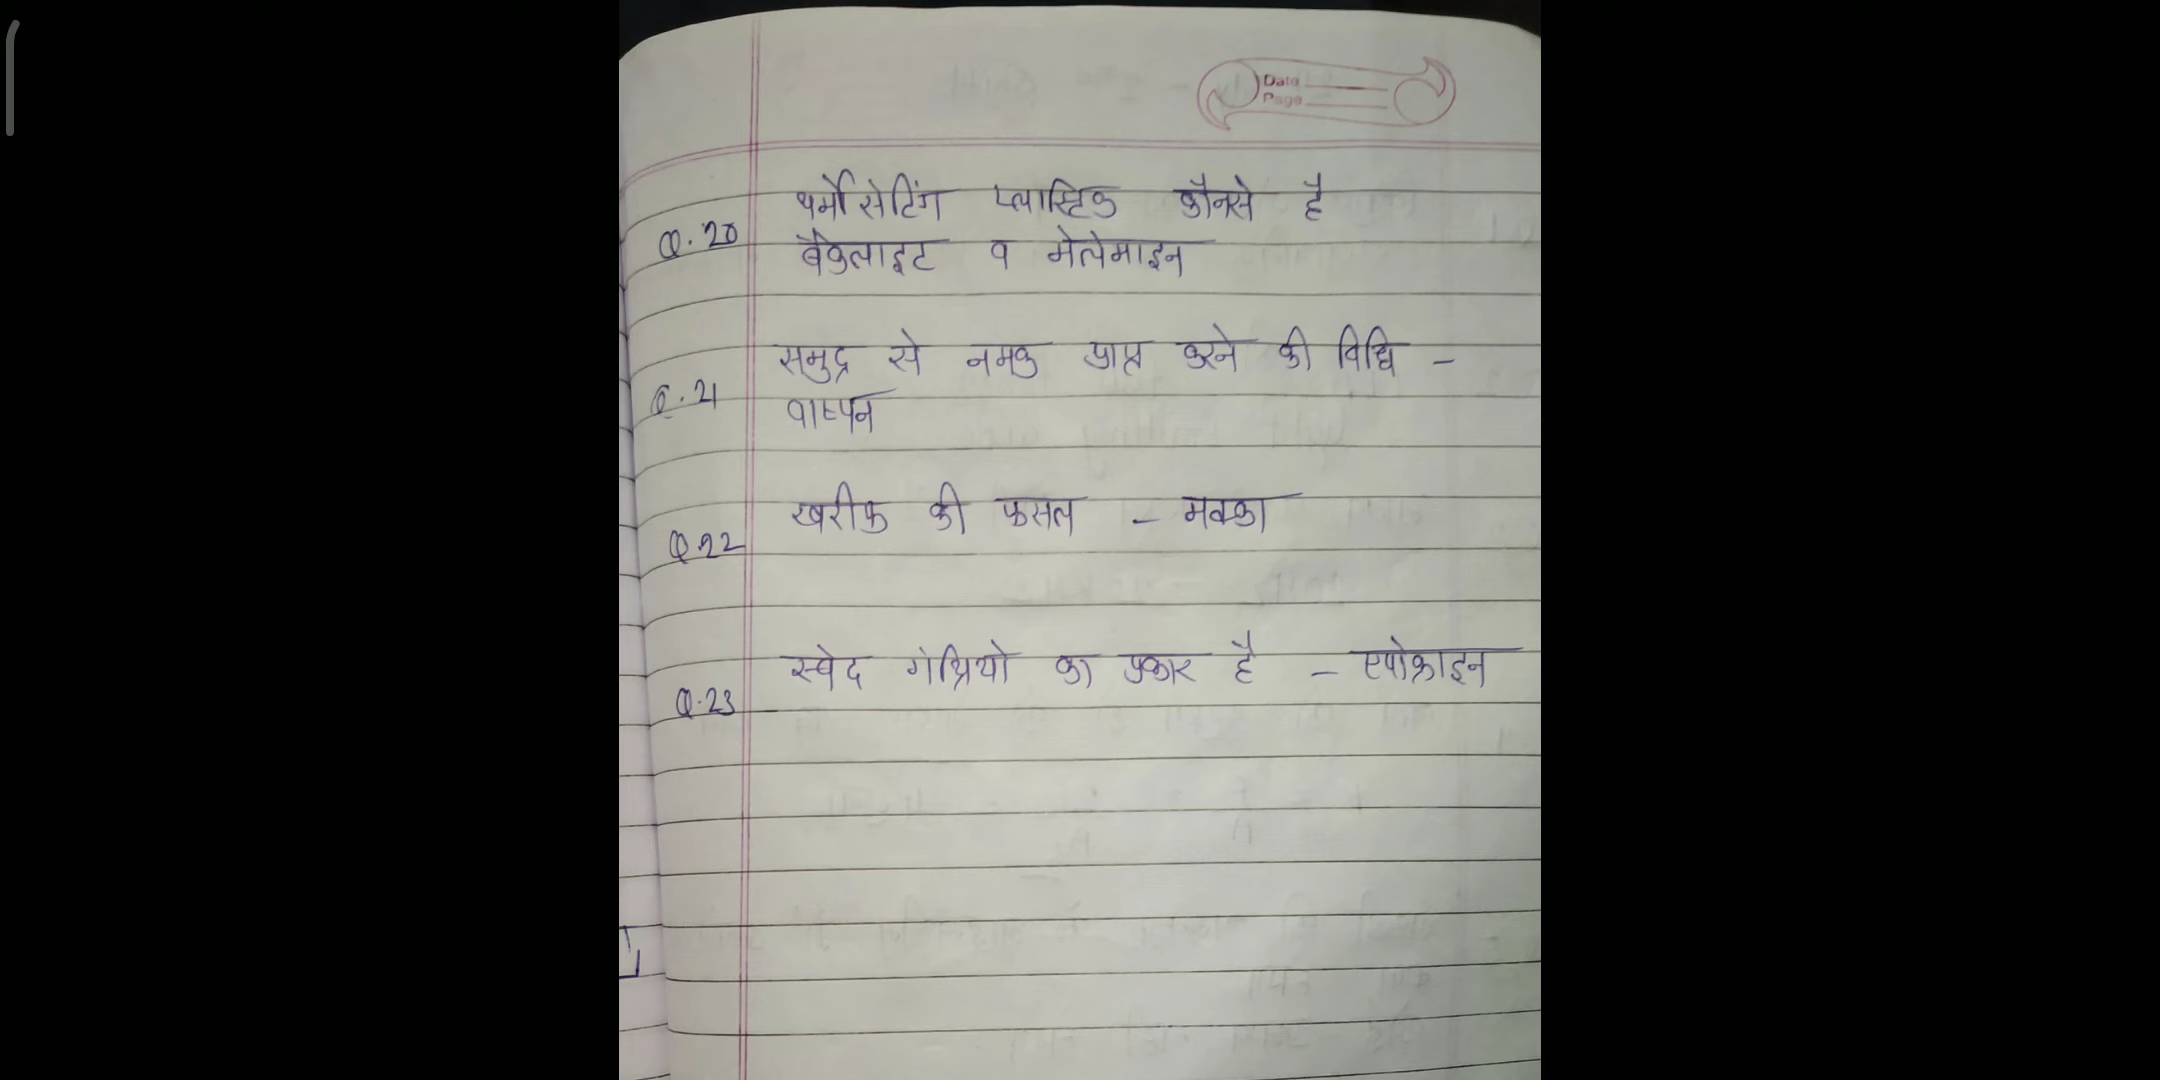 Date
Page
थर्मोसेटिंग प्लास्टिक कौनसे है
Q.20
बैकेलाइट व मेलेमाइन
समुद्र से नमक प्राप्त करने की विधि -
Q.21
वाष्पन
खरीफ की फसल - मक्का
Q.22
स्वेद ग्रंथियो का प्रकार है - एपोक्राइन
Q.23